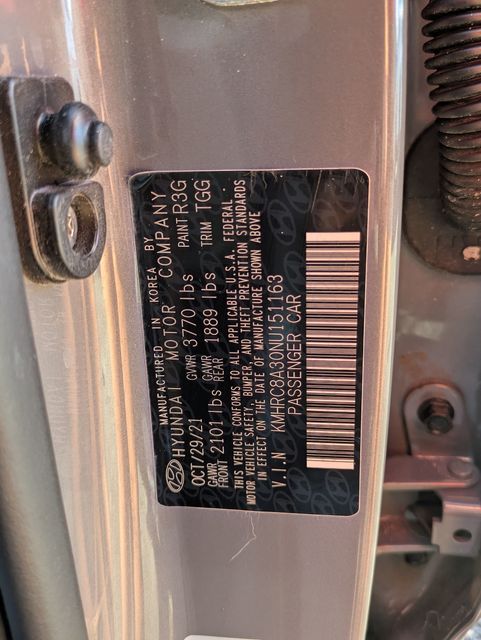 MANUFACTURED IN KOREA BY
HYUNDAI MOTOR COMPANY
OCT/29/21 GVWR 3770 lbs PAINT R3G
GAWR FRONT 2101 lbs GAWR REAR 1889 lbs TRIM TGG
THIS VEHICLE CONFORMS TO ALL APPLICABLE U.S.A. FEDERAL
MOTOR VEHICLE SAFETY, BUMPER, AND THEFT PREVENTION STANDARDS
IN EFFECT ON THE DATE OF MANUFACTURE SHOWN ABOVE
V.I.N KMHRC8A30NU151163
PASSENGER CAR